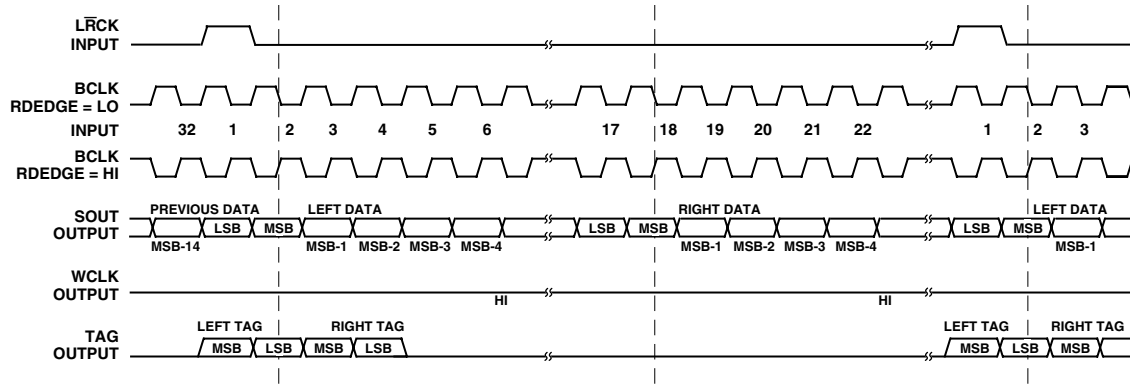 LRCK
INPUT
BCLK
RDEDGE = LO
INPUT
32 1 2 3 4 5 6 17 18 19 20 21 22 1 2 3
BCLK
RDEDGE = HI
SOUT
OUTPUT
PREVIOUS DATA LEFT DATA RIGHT DATA LEFT DATA
LSB MSB LSB MSB LSB MSB
MSB-14 MSB-1 MSB-2 MSB-3 MSB-4 MSB-1 MSB-2 MSB-3 MSB-4 MSB-1
WCLK
OUTPUT
HI HI
TAG
OUTPUT
LEFT TAG RIGHT TAG LEFT TAG RIGHT TAG
MSB LSB MSB LSB MSB LSB MSB